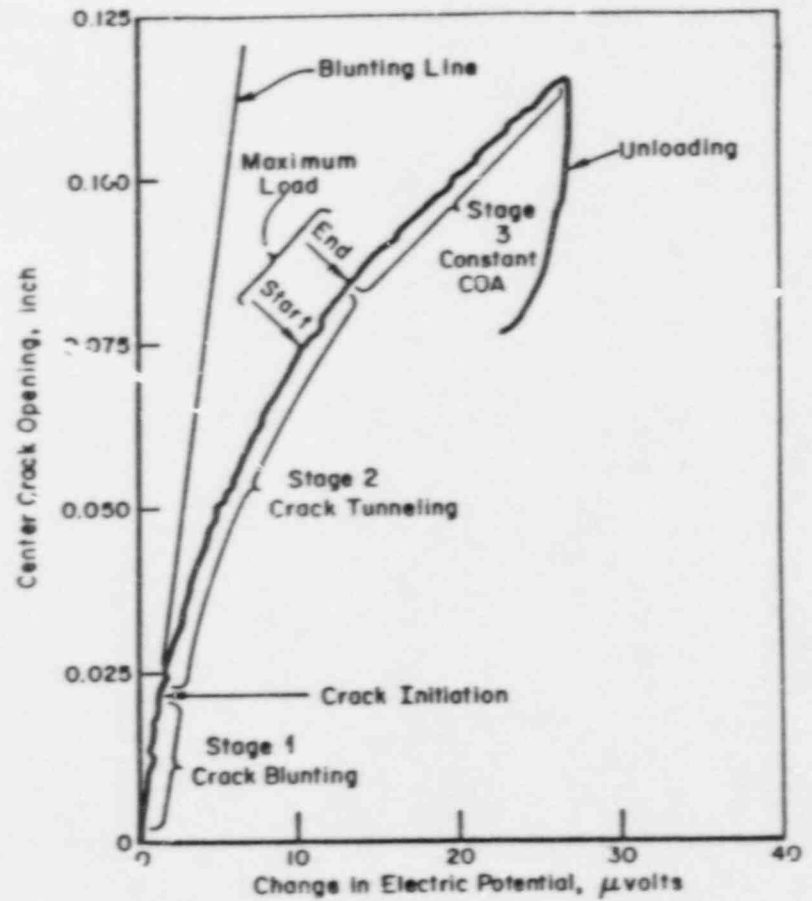 0.125
Blunting Line
Maximum
Load
0.160
Unloading
End
Start
Stage
3
Constant
COA
.075
Center Crack Opening, inch
Stage 2
Crack Tunneling
0.050
0.025
Crack Initiation
Stage 1
Crack Blunting
0
0 10 20 30 40
Change in Electric Potential, μvolts